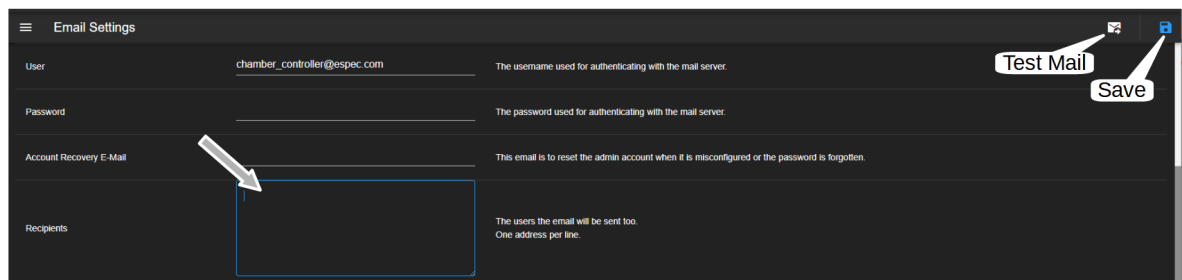 Email Settings
Test Mail
Save
User
chamber_controller@espec.com
The username used for authenticating with the mail server.
Password
The password used for authenticating with the mail server.
Account Recovery E-Mail
This email is to reset the admin account when it is misconfigured or the password is forgotten.
Recipients
The users the email will be sent too.
One address per line.